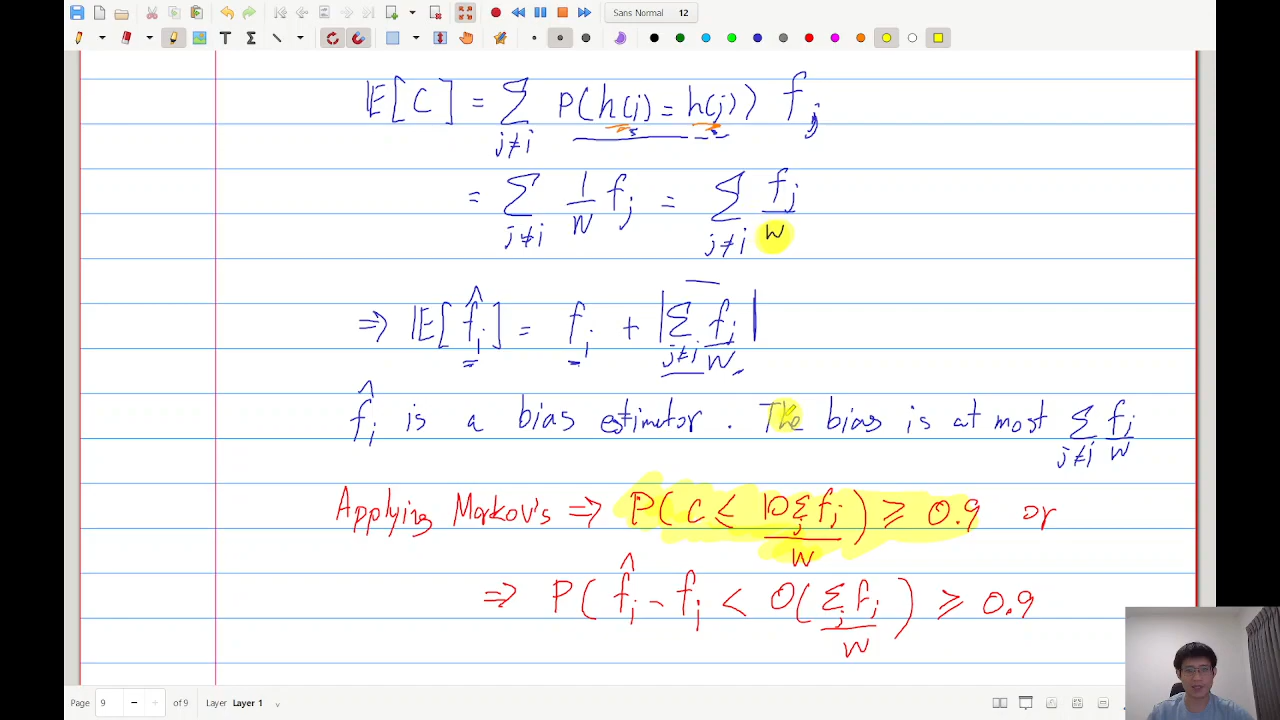 Sans Normal 12
E[C] = Σ_{j≠i} P(h(i) = h(j)) f_j
= Σ_{j≠i} 1/w f_j = Σ_{j≠i} f_j/w
⇒ E[f̂_i] = f_i + |Σ_{j≠i} f_j/w|
f̂_i is a bias estimator. The bias is at most Σ_{j≠i} f_j/w
Applying Markov's ⇒ P(C ≤ 10Σ_j f_j/w) ≥ 0.9 or
⇒ P(f̂_i - f_i < O(Σ_j f_j/w) ≥ 0.9
Page 9 of 9 Layer Layer 1